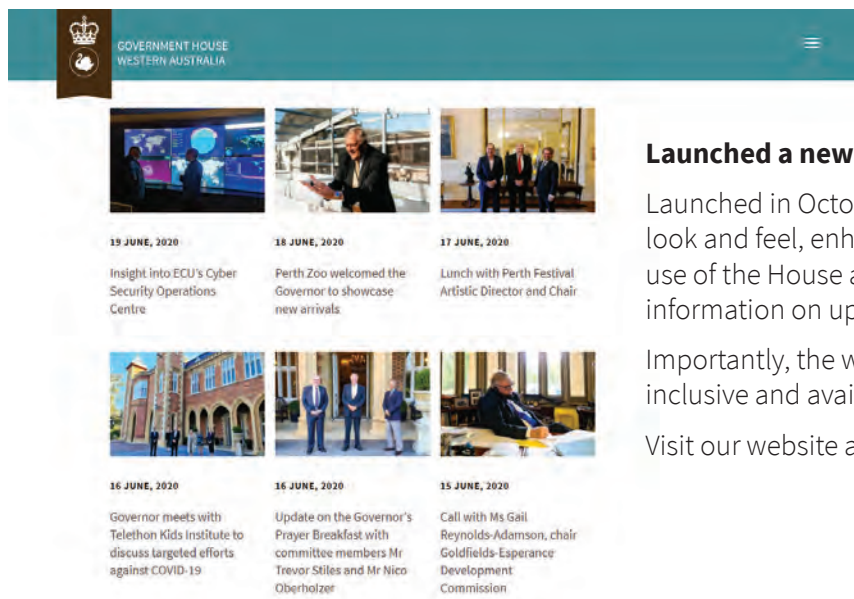 GOVERNMENT HOUSE
WESTERN AUSTRALIA
19 JUNE, 2020
Insight into ECU's Cyber
Security Operations
Centre
18 JUNE, 2020
Perth Zoo welcomed the
Governor to showcase
new arrivals
17 JUNE, 2020
Lunch with Perth Festival
Artistic Director and Chair
16 JUNE, 2020
Governor meets with
Telethon Kids Institute to
discuss targeted efforts
against COVID-19
16 JUNE, 2020
Update on the Governor's
Prayer Breakfast with
committee members Mr
Trevor Stiles and Mr Nico
Oberholzer
15 JUNE, 2020
Call with Ms Gail
Reynolds-Adamson, chair
Goldfields-Esperance
Development
Commission
Launched a new
Launched in Octo
look and feel, enh
use of the House a
information on up
Importantly, the w
inclusive and avai
Visit our website a